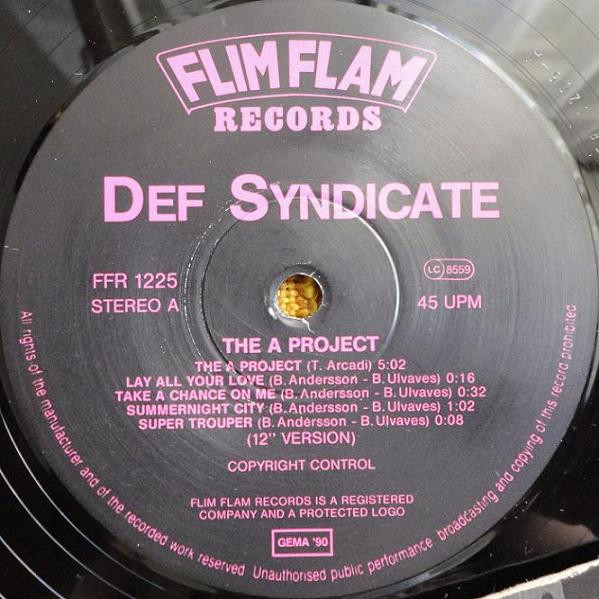 FLIM FLAM
RECORDS
DEF SYNDICATE
FFR 1225
STEREO A
LC 8559
45 UPM
THE A PROJECT
THE A PROJECT (T. Arcadi) 5:02
LAY ALL YOUR LOVE (B. Andersson - B. Ulvaves) 0:16
TAKE A CHANCE ON ME (B. Andersson - B. Ulvaves) 0:32
SUMMERNIGHT CITY (B. Andersson - B. Ulvaves) 1:02
SUPER TROUPER (B. Andersson - B. Ulvaves) 0:08
(12" VERSION)
COPYRIGHT CONTROL
FLIM FLAM RECORDS IS A REGISTERED
COMPANY AND A PROTECTED LOGO
GEMA '90
All rights of the manufacturer and of the recorded work reserved Unauthorised public performance broadcasting and copying of this record prohibited